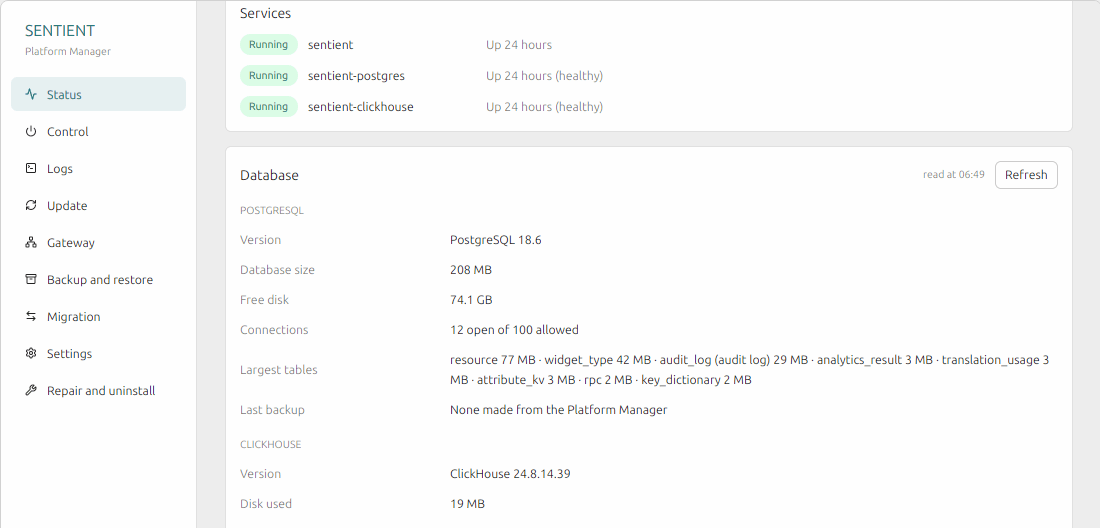 SENTIENT
Platform Manager
Status
Control
Logs
Update
Gateway
Backup and restore
Migration
Settings
Repair and uninstall
Services
Running sentient Up 24 hours
Running sentient-postgres Up 24 hours (healthy)
Running sentient-clickhouse Up 24 hours (healthy)
Database read at 06:49 Refresh
POSTGRESQL
Version PostgreSQL 18.6
Database size 208 MB
Free disk 74.1 GB
Connections 12 open of 100 allowed
Largest tables resource 77 MB · widget_type 42 MB · audit_log (audit log) 29 MB · analytics_result 3 MB · translation_usage 3
MB · attribute_kv 3 MB · rpc 2 MB · key_dictionary 2 MB
Last backup None made from the Platform Manager
CLICKHOUSE
Version ClickHouse 24.8.14.39
Disk used 19 MB